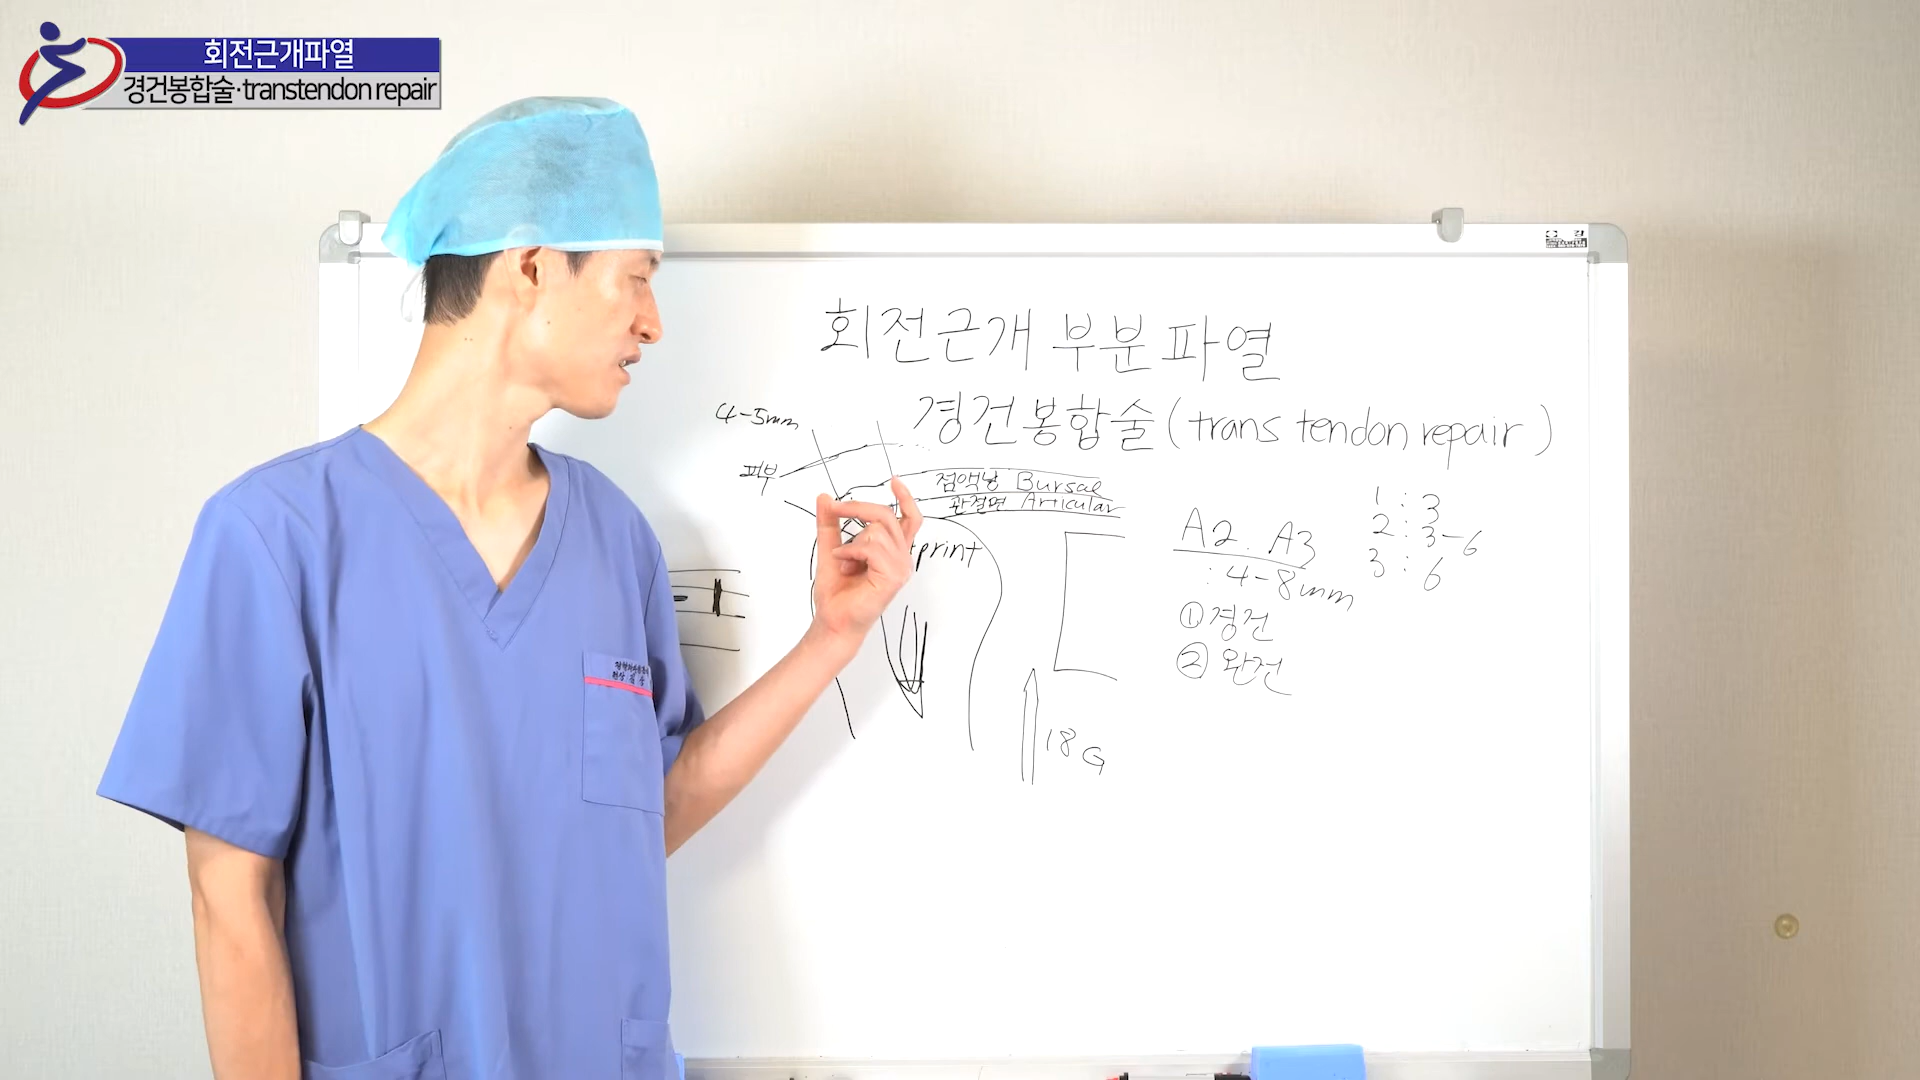 회전근개파열
경건봉합술·transtendon repair
회전근개 부분파열
경건봉합술 (trans tendon repair)
4-5mm
피부
점액낭 Bursae
관절면 Articular
print
A2. A3
: 4-8mm
① 경건
② 완전
1 : 3
2 : 3-6
3 : 6
18G